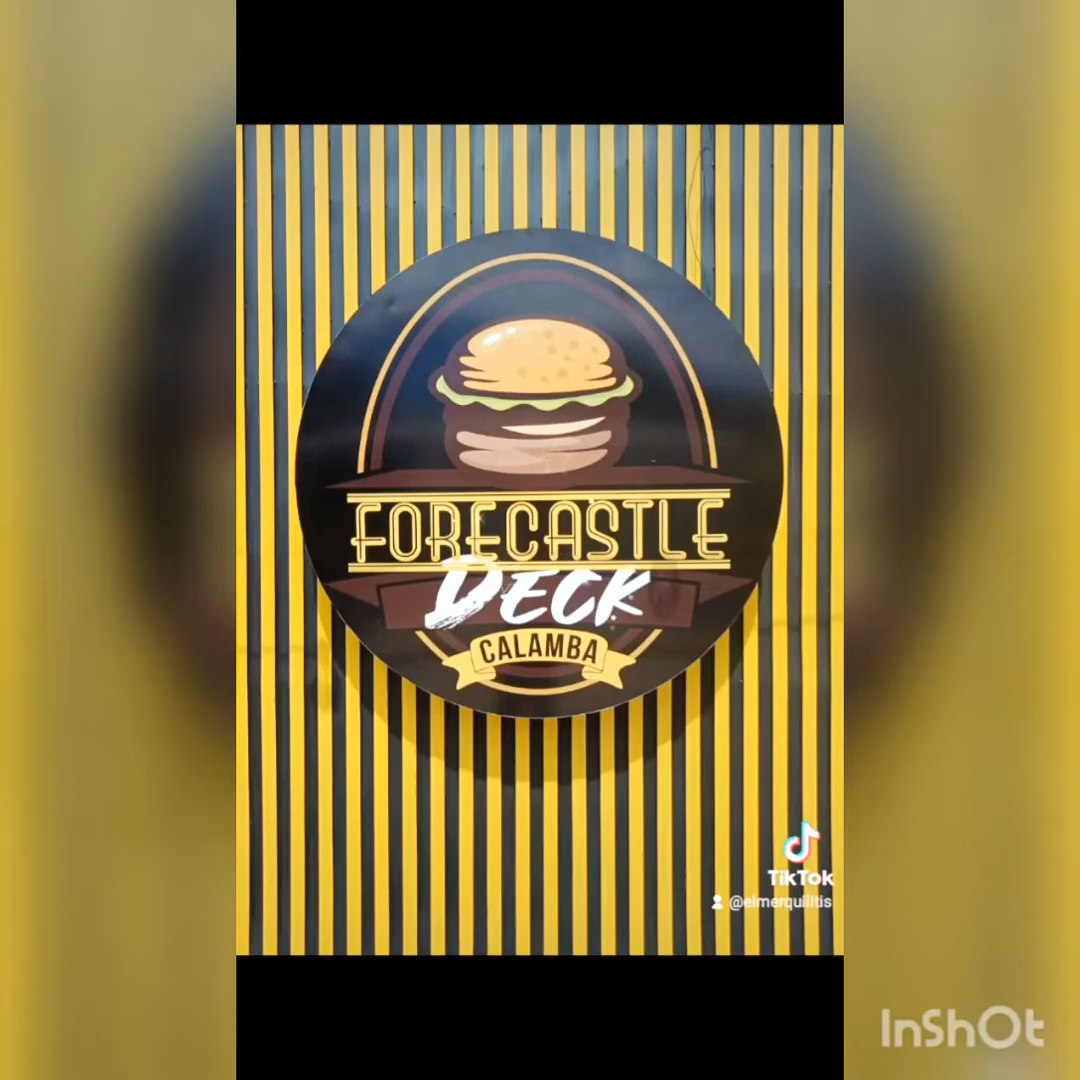 FORECASTLE
DECK
CALAMBA
TikTok
@elmerquilitis
InShOt